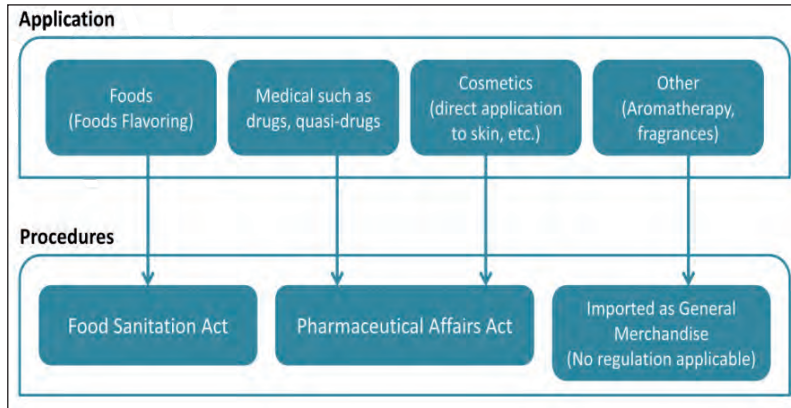 Application
Foods
(Foods Flavoring)
Medical such as
drugs, quasi-drugs
Cosmetics
(direct application
to skin, etc.)
Other
(Aromatherapy,
fragrances)
Procedures
Food Sanitation Act
Pharmaceutical Affairs Act
Imported as General
Merchandise
(No regulation applicable)